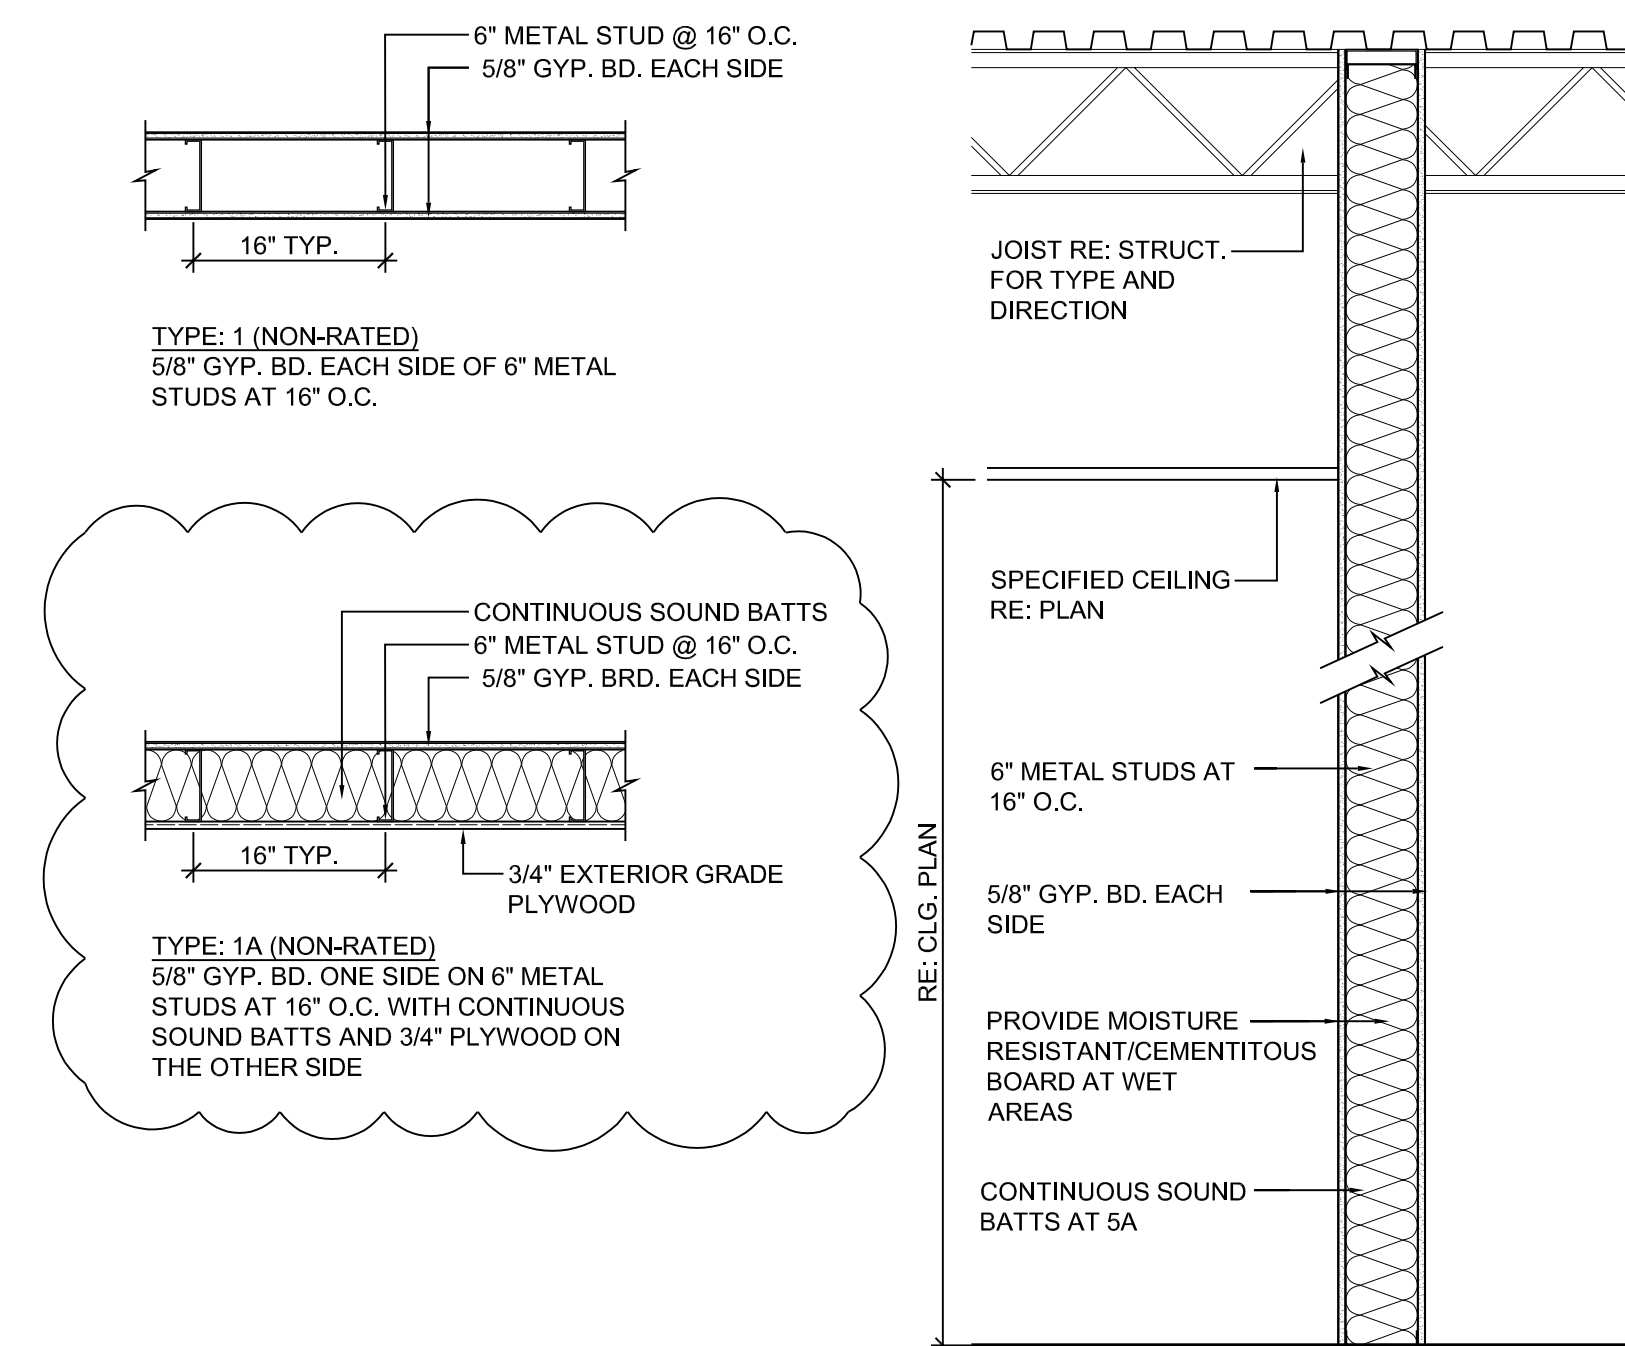 6" METAL STUD @ 16" O.C.
5/8" GYP. BD. EACH SIDE
16" TYP.
TYPE: 1 (NON-RATED)
5/8" GYP. BD. EACH SIDE OF 6" METAL
STUDS AT 16" O.C.
CONTINUOUS SOUND BATTS
6" METAL STUD @ 16" O.C.
5/8" GYP. BRD. EACH SIDE
16" TYP.
3/4" EXTERIOR GRADE
PLYWOOD
TYPE: 1A (NON-RATED)
5/8" GYP. BD. ONE SIDE ON 6" METAL
STUDS AT 16" O.C. WITH CONTINUOUS
SOUND BATTS AND 3/4" PLYWOOD ON
THE OTHER SIDE
JOIST RE: STRUCT.
FOR TYPE AND
DIRECTION
SPECIFIED CEILING
RE: PLAN
6" METAL STUDS AT
16" O.C.
RE: CLG. PLAN
5/8" GYP. BD. EACH
SIDE
PROVIDE MOISTURE
RESISTANT/CEMENTITOUS
BOARD AT WET
AREAS
CONTINUOUS SOUND
BATTS AT 5A